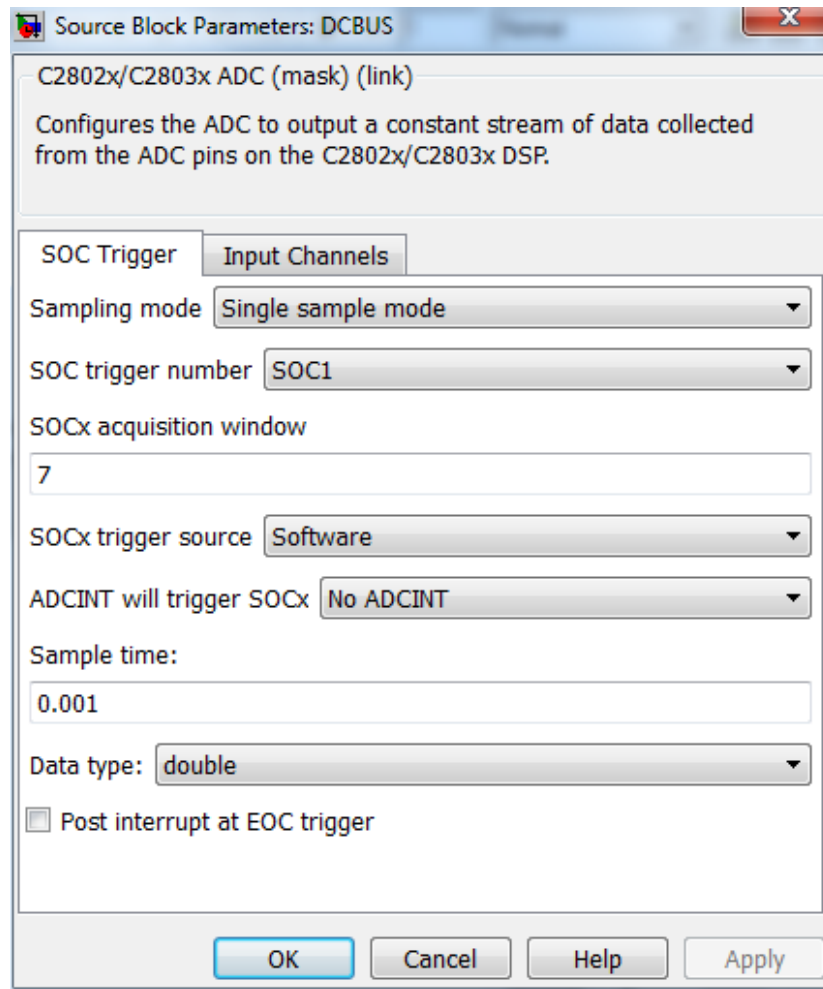 Source Block Parameters: DCBUS
C2802x/C2803x ADC (mask) (link)
Configures the ADC to output a constant stream of data collected
from the ADC pins on the C2802x/C2803x DSP.
SOC Trigger
Input Channels
Sampling mode Single sample mode
SOC trigger number SOC1
SOCx acquisition window
7
SOCx trigger source Software
ADCINT will trigger SOCx No ADCINT
Sample time:
0.001
Data type: double
Post interrupt at EOC trigger
OK Cancel Help Apply